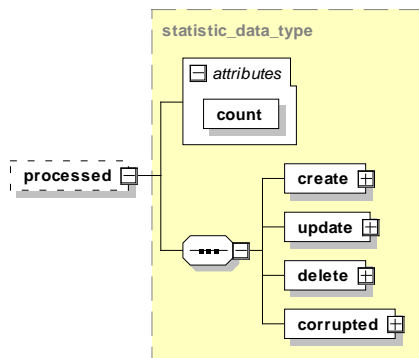 statistic_data_type
attributes
count
processed
create
update
delete
corrupted